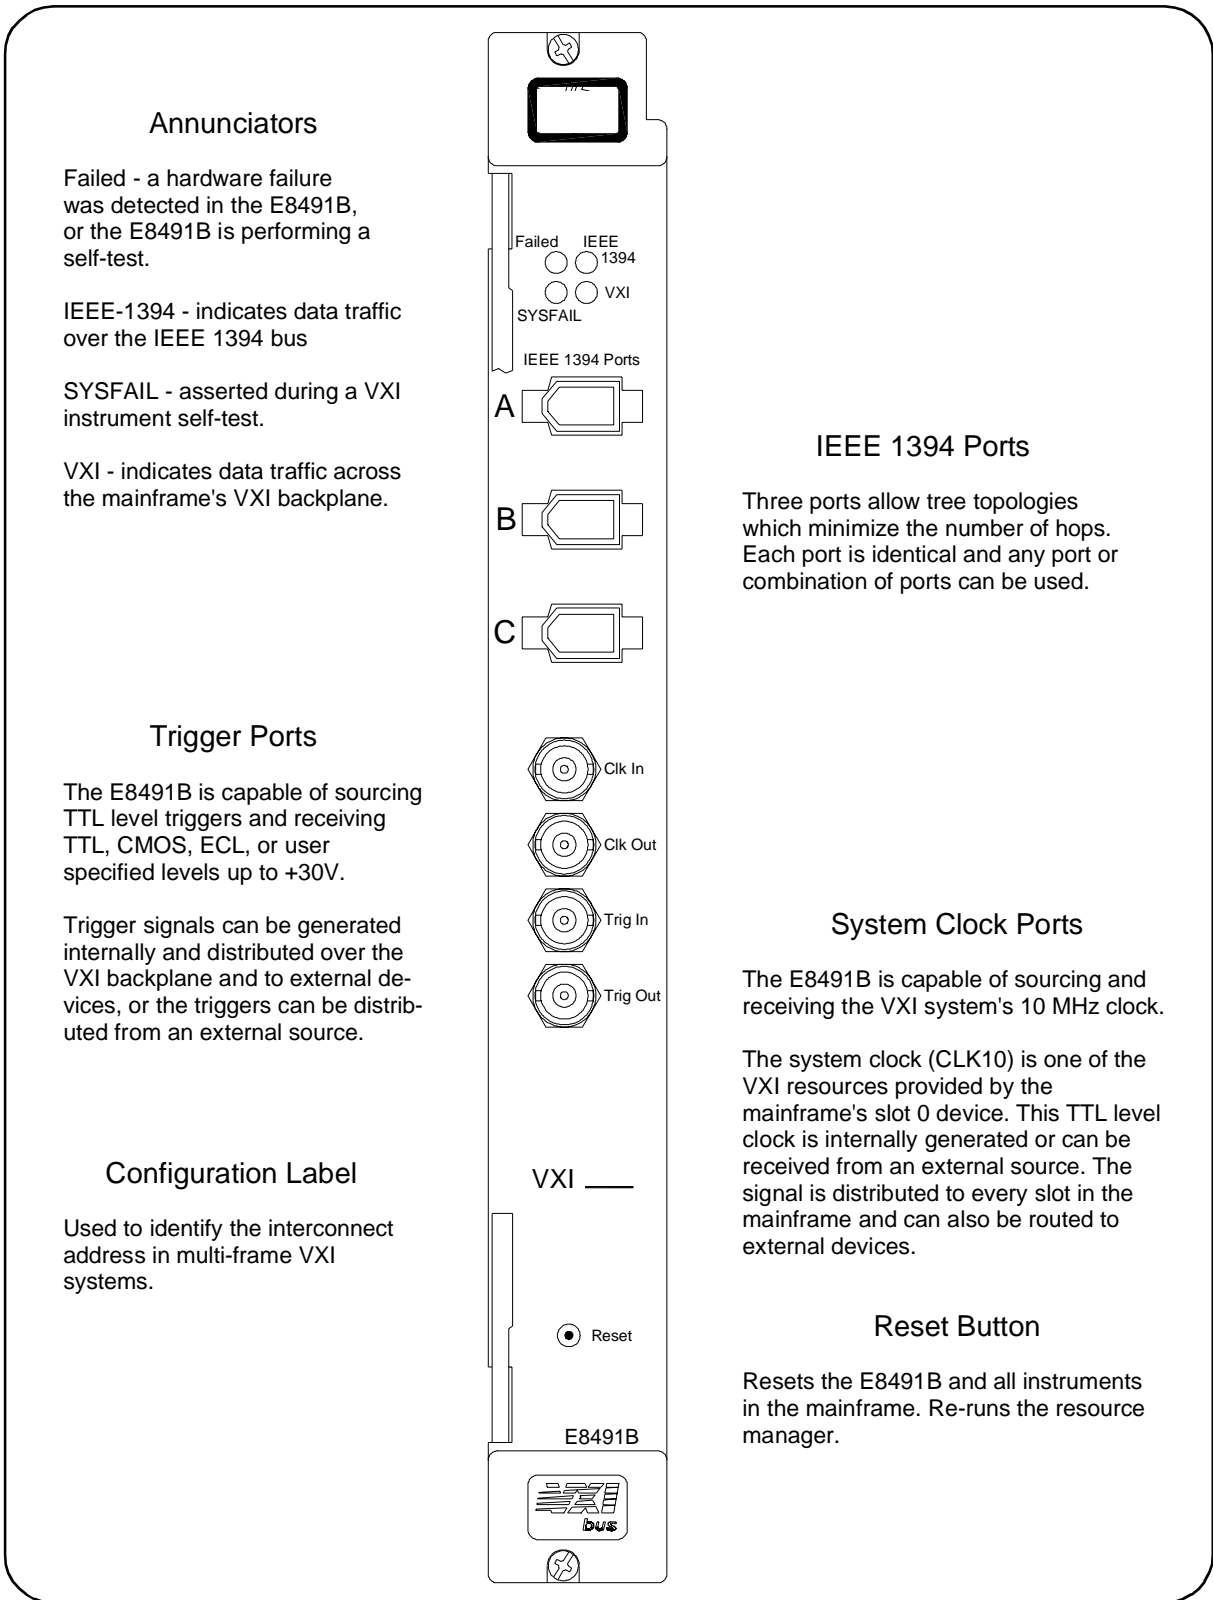 Annunciators
Failed - a hardware failure
was detected in the E8491B,
or the E8491B is performing a
self-test.
IEEE-1394 - indicates data traffic
over the IEEE 1394 bus
SYSFAIL - asserted during a VXI
instrument self-test.
VXI - indicates data traffic across
the mainframe's VXI backplane.
Trigger Ports
The E8491B is capable of sourcing
TTL level triggers and receiving
TTL, CMOS, ECL, or user
specified levels up to +30V.
Trigger signals can be generated
internally and distributed over the
VXI backplane and to external de-
vices, or the triggers can be distrib-
uted from an external source.
Configuration Label
Used to identify the interconnect
address in multi-frame VXI
systems.
Failed IEEE
1394
VXI
SYSFAIL
IEEE 1394 Ports
A
B
C
Clk In
Clk Out
Trig In
Trig Out
VXI ___
Reset
E8491B
VXI
bus
IEEE 1394 Ports
Three ports allow tree topologies
which minimize the number of hops.
Each port is identical and any port or
combination of ports can be used.
System Clock Ports
The E8491B is capable of sourcing and
receiving the VXI system's 10 MHz clock.
The system clock (CLK10) is one of the
VXI resources provided by the
mainframe's slot 0 device. This TTL level
clock is internally generated or can be
received from an external source. The
signal is distributed to every slot in the
mainframe and can also be routed to
external devices.
Reset Button
Resets the E8491B and all instruments
in the mainframe. Re-runs the resource
manager.